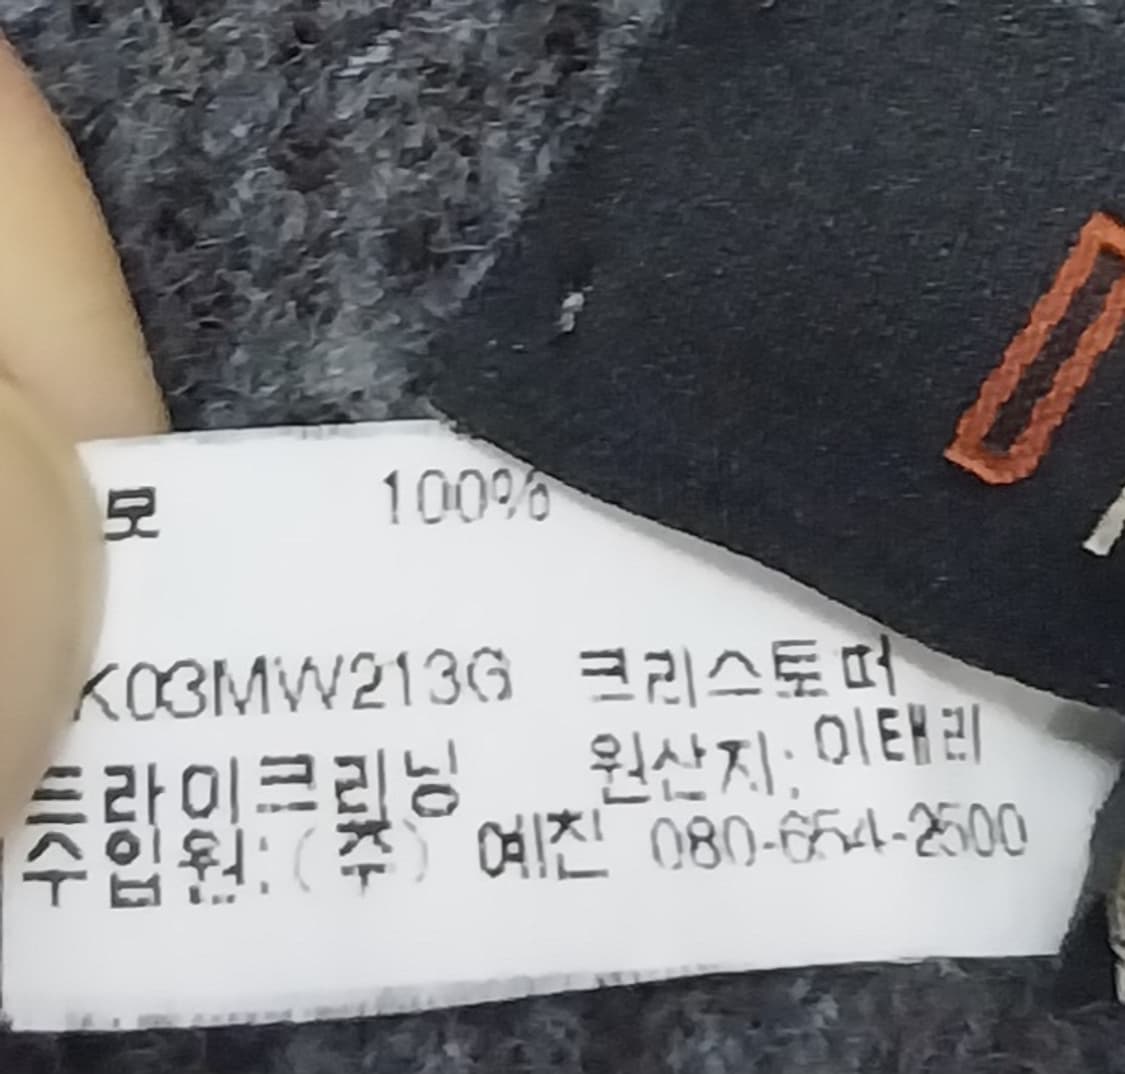 모 100%
K03MW213G 크리스토퍼
드라이크리닝 원산지: 이태리
수입원: (주) 예진 080-654-2500